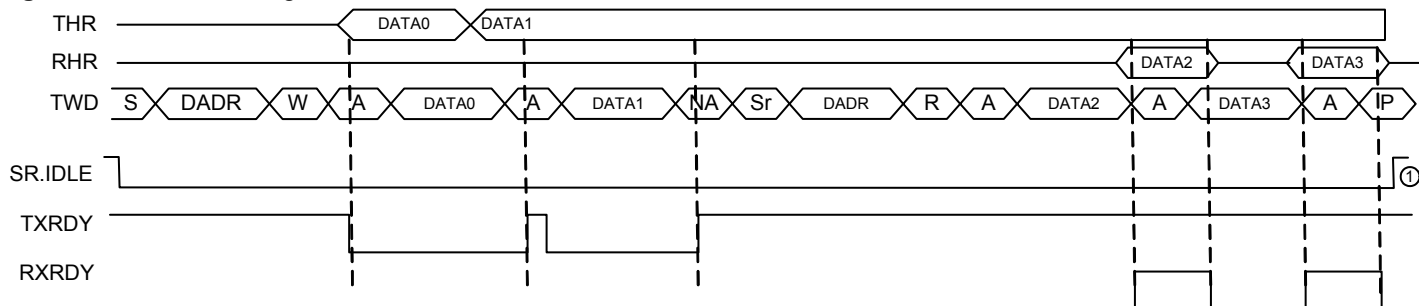 THR DATA0 DATA1
RHR DATA2 DATA3
TWD S DADR W A DATA0 A DATA1 NA Sr DADR R A DATA2 A DATA3 A P
SR.IDLE ①
TXRDY
RXRDY